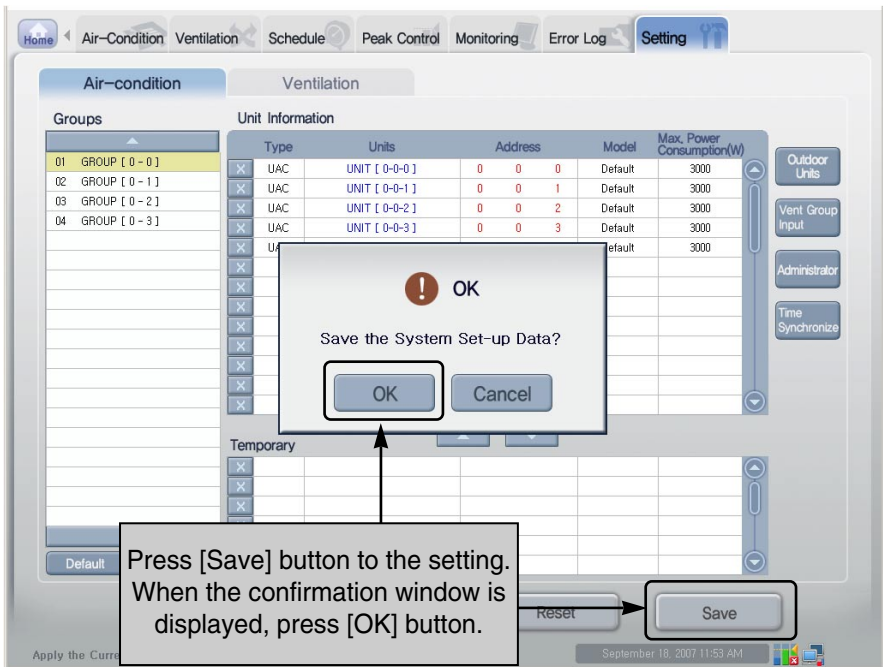 Home Air-Condition Ventilation Schedule Peak Control Monitoring Error Log Setting
Air-condition Ventilation
Groups
01 GROUP [ 0 - 0 ]
02 GROUP [ 0 - 1 ]
03 GROUP [ 0 - 2 ]
04 GROUP [ 0 - 3 ]
Default
Unit Information
Type Units Address Model Max. Power Consumption(W)
X UAC UNIT [ 0-0-0 ] 0 0 0 Default 3000
X UAC UNIT [ 0-0-1 ] 0 0 1 Default 3000
X UAC UNIT [ 0-0-2 ] 0 0 2 Default 3000
X UAC UNIT [ 0-0-3 ] 0 0 3 Default 3000
X 3000
X
X
X
X
X
X
X
X
Outdoor
Units
Vent Group
Input
Administrator
Time
Synchronize
! OK
Save the System Set-up Data?
OK Cancel
Temporary
X
X
X
Press [Save] button to the setting.
When the confirmation window is
displayed, press [OK] button.
Reset Save
Apply the
September 18, 2007 11:53 AM